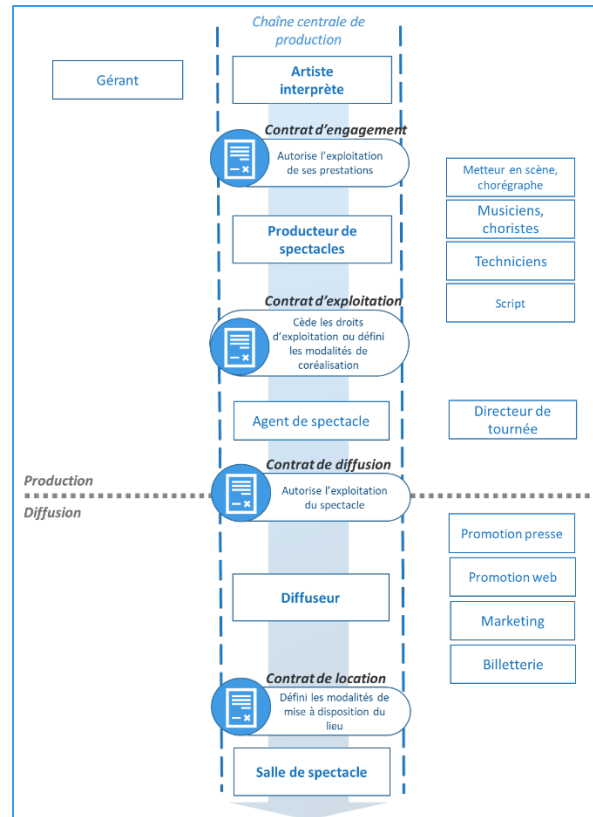 Chaîne centrale de
production
Gérant
Artiste
interprète
Contrat d'engagement
Autorise l'exploitation
de ses prestations
Metteur en scène,
chorégraphe
Musiciens,
choristes
Producteur de
spectacles
Techniciens
Contrat d'exploitation
Script
Cède les droits
d'exploitation ou défini
les modalités de
coréalisation
Agent de spectacle
Directeur de
tournée
Contrat de diffusion
Production
Autorise l'exploitation
du spectacle
Diffusion
Promotion presse
Promotion web
Diffuseur
Marketing
Billetterie
Contrat de location
Défini les modalités de
mise à disposition du
lieu
Salle de spectacle